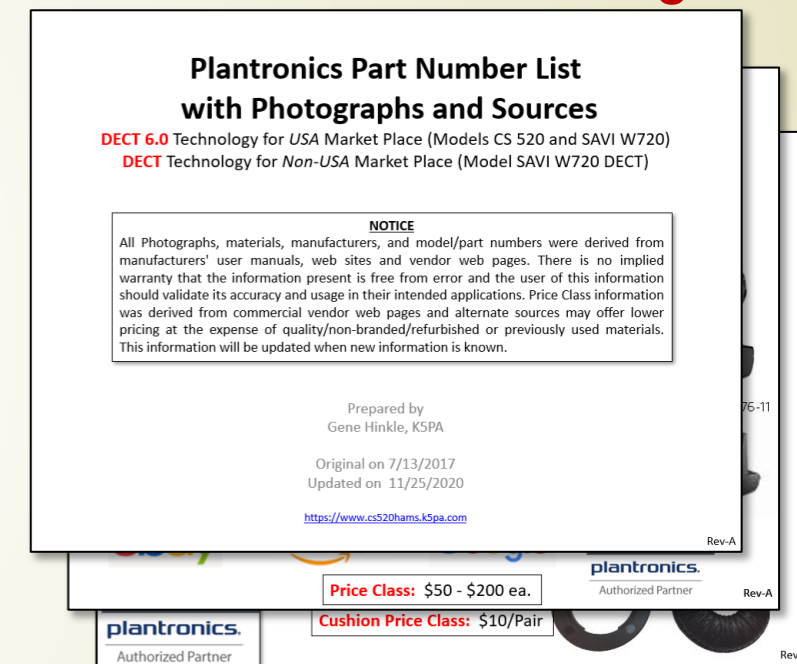 Plantronics Part Number List
with Photographs and Sources
DECT 6.0 Technology for USA Market Place (Models CS 520 and SAVI W720)
DECT Technology for Non-USA Market Place (Model SAVI W720 DECT)
NOTICE
All Photographs, materials, manufacturers, and model/part numbers were derived from
manufacturers' user manuals, web sites and vendor web pages. There is no implied
warranty that the information present is free from error and the user of this information
should validate its accuracy and usage in their intended applications. Price Class information
was derived from commercial vendor web pages and alternate sources may offer lower
pricing at the expense of quality/non-branded/refurbished or previously used materials.
This information will be updated when new information is known.
Prepared by
Gene Hinkle, K5PA
Original on 7/13/2017
Updated on 11/25/2020
https://www.cs520hams.k5pa.com
Rev-A
76-11
Price Class: $50 - $200 ea.
plantronics.
Authorized Partner
Rev-A
plantronics.
Authorized Partner
Cushion Price Class: $10/Pair
Rev